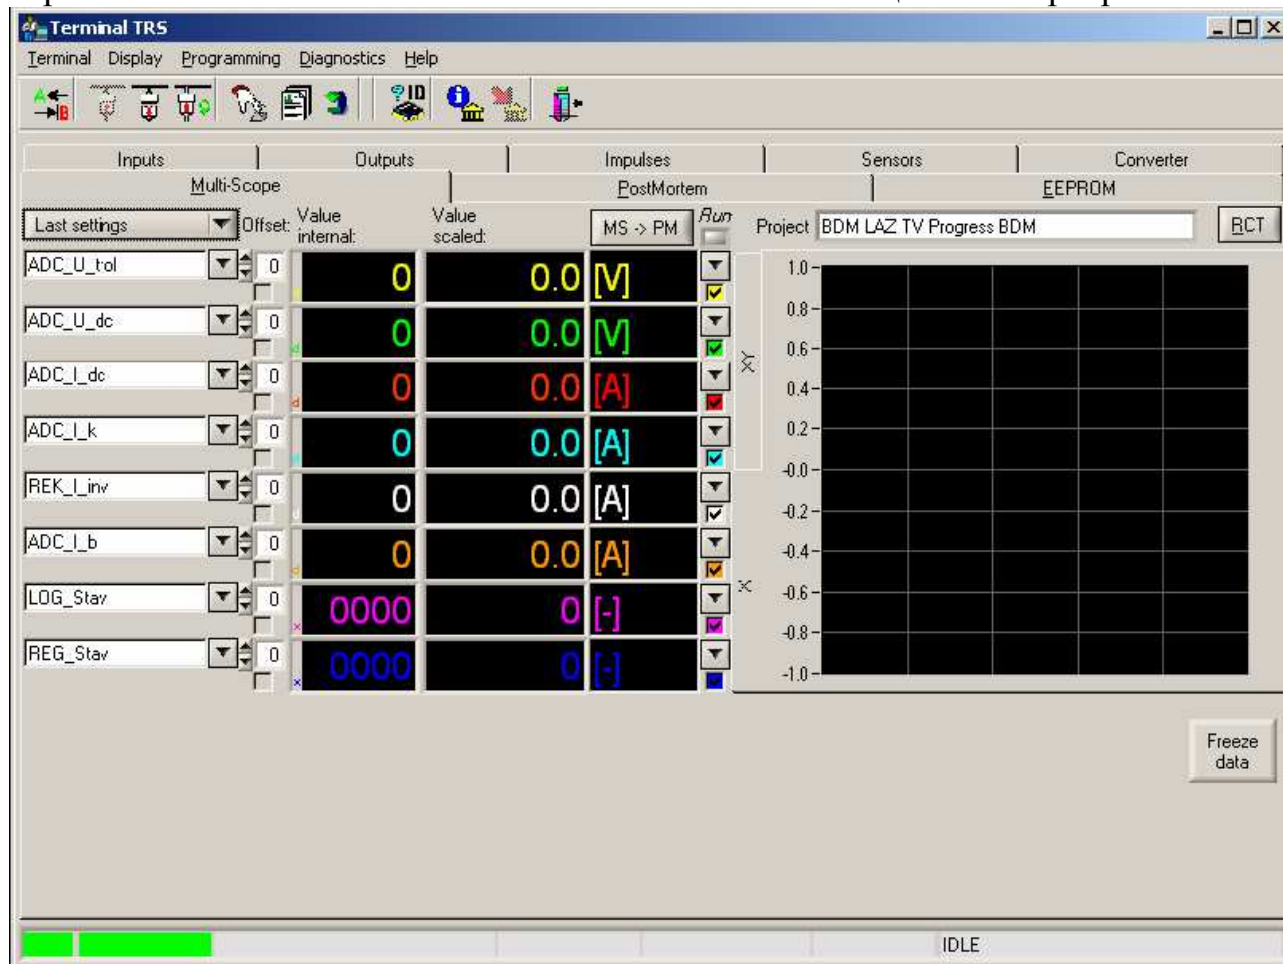 Terminal TRS
Terminal Display Programming Diagnostics Help
Inputs Outputs Impulses Sensors Converter
Multi-Scope PostMortem EEPROM
Last settings Offset: Value internal: Value scaled: MS -> PM Run Project BDM LAZ TV Progress BDM RCT
ADC_U_trol 0 0 0.0 [V]
ADC_U_dc 0 0 0.0 [V]
ADC_I_dc 0 0 0.0 [A]
ADC_I_k 0 0 0.0 [A]
REK_I_inv 0 0 0.0 [A]
ADC_I_b 0 0 0.0 [A]
LOG_Stav 0 0000 0 [-]
REG_Stav 0 0000 0 [-]
XY
X
1.0
0.8
0.6
0.4
0.2
-0.0
-0.2
-0.4
-0.6
-0.8
-1.0
Freeze
data
IDLE